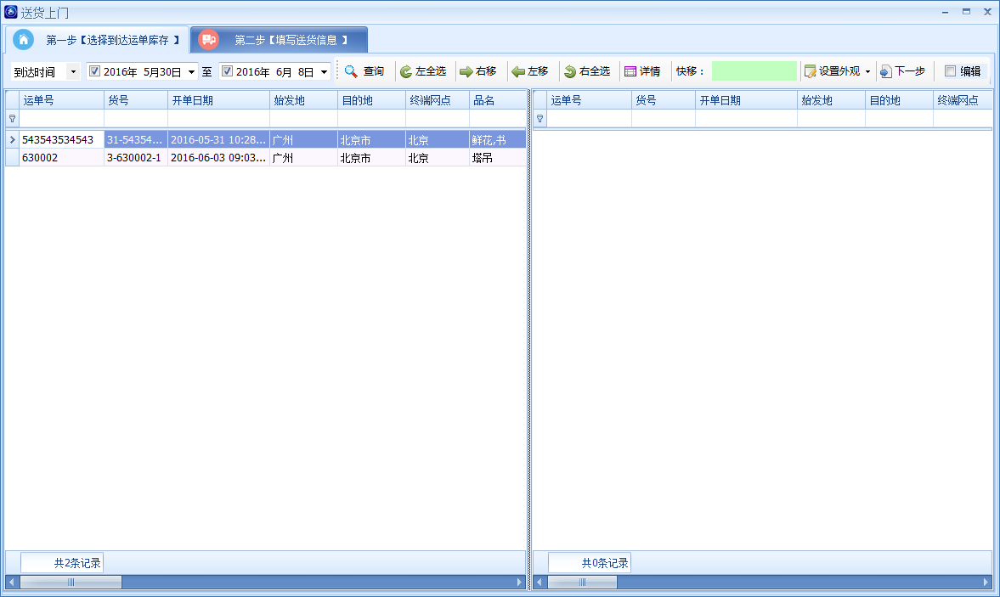 送货上门
第一步【选择到达运单库存 】 第二步【填写送货信息 】
到达时间 2016年 5月30日 至 2016年 6月 8日 查询 左全选 右移 左移 右全选 详情 快移： 设置外观 下一步 编辑
运单号 货号 开单日期 始发地 目的地 终端网点 品名 运单号 货号 开单日期 始发地 目的地 终端网点
543543534543 31-54354... 2016-05-31 10:28... 广州 北京市 北京 鲜花,书
630002 3-630002-1 2016-06-03 09:03... 广州 北京市 北京 塔吊
共2条记录 共0条记录